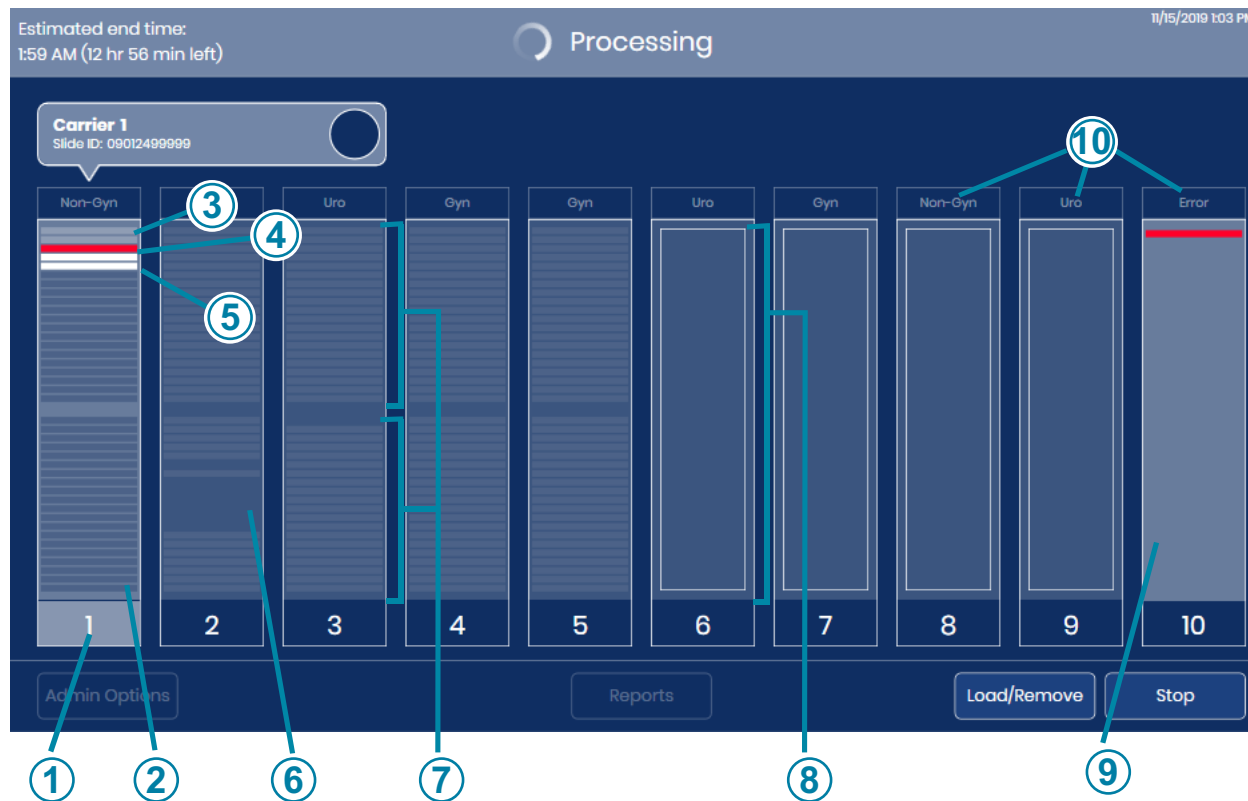 Estimated end time:
1:59 AM (12 hr 56 min left)
Processing
11/15/2019 1:03 PM
Carrier 1
Slide ID: 09012499999
10
Non-Gyn
Uro
Gyn
Gyn
Uro
Gyn
Non-Gyn
Uro
Error
3
4
5
1
2
3
4
5
6
7
8
9
10
Admin Options
Reports
Load/Remove
Stop
1
2
6
7
8
9